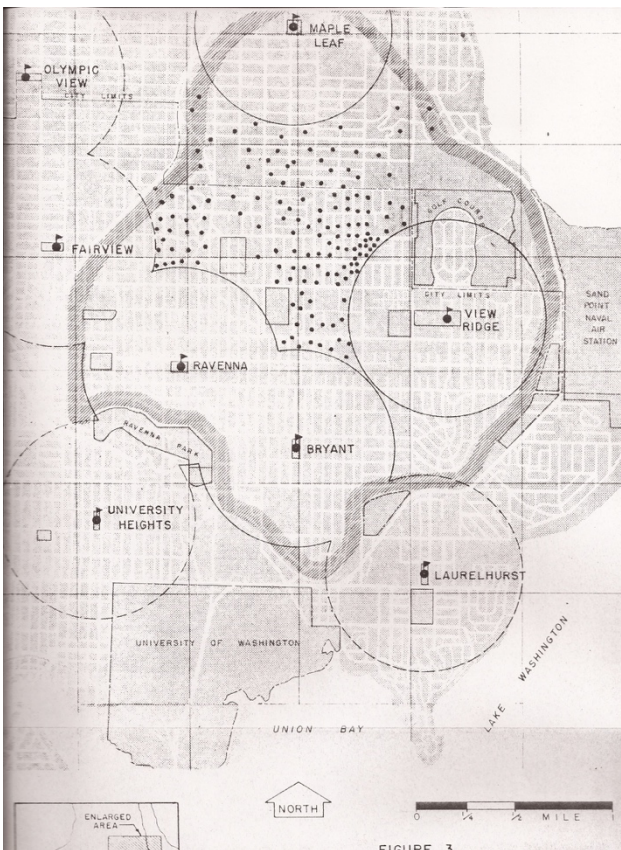 MAPLE
LEAF
OLYMPIC
VIEW
CITY LIMITS
GOLF COURSE
FAIRVIEW
CITY LIMITS
VIEW
RIDGE
SAND
POINT
NAVAL
AIR
STATION
RAVENNA
RAVENNA PARK
BRYANT
UNIVERSITY
HEIGHTS
LAURELHURST
UNIVERSITY OF WASHINGTON
LAKE WASHINGTON
UNION BAY
NORTH
0 1/4 1/2 MILE 1
ENLARGED
AREA
FIGURE 3